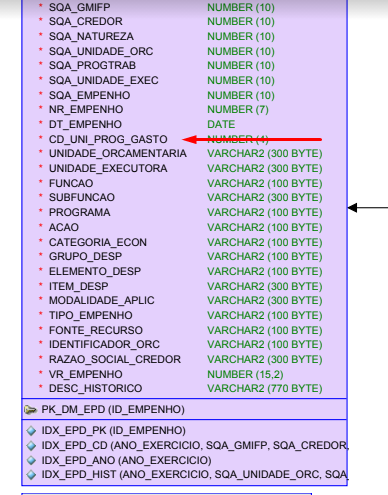 * SQA_GMIFP NUMBER (10)
* SQA_CREDOR NUMBER (10)
* SQA_NATUREZA NUMBER (10)
* SQA_UNIDADE_ORC NUMBER (10)
* SQA_PROGTRAB NUMBER (10)
* SQA_UNIDADE_EXEC NUMBER (10)
* SQA_EMPENHO NUMBER (10)
* NR_EMPENHO NUMBER (7)
* DT_EMPENHO DATE
* CD_UNI_PROG_GASTO NUMBER (4)
* UNIDADE_ORCAMENTARIA VARCHAR2 (300 BYTE)
* UNIDADE_EXECUTORA VARCHAR2 (300 BYTE)
* FUNCAO VARCHAR2 (100 BYTE)
* SUBFUNCAO VARCHAR2 (300 BYTE)
* PROGRAMA VARCHAR2 (100 BYTE)
* ACAO VARCHAR2 (100 BYTE)
* CATEGORIA_ECON VARCHAR2 (100 BYTE)
* GRUPO_DESP VARCHAR2 (100 BYTE)
* ELEMENTO_DESP VARCHAR2 (100 BYTE)
* ITEM_DESP VARCHAR2 (300 BYTE)
* MODALIDADE_APLIC VARCHAR2 (300 BYTE)
* TIPO_EMPENHO VARCHAR2 (100 BYTE)
* FONTE_RECURSO VARCHAR2 (300 BYTE)
* IDENTIFICADOR_ORC VARCHAR2 (100 BYTE)
* RAZAO_SOCIAL_CREDOR VARCHAR2 (300 BYTE)
* VR_EMPENHO NUMBER (15,2)
* DESC_HISTORICO VARCHAR2 (770 BYTE)
PK_DM_EPD (ID_EMPENHO)
IDX_EPD_PK (ID_EMPENHO)
IDX_EPD_CD (ANO_EXERCICIO, SQA_GMIFP, SQA_CREDOR,
IDX_EPD_ANO (ANO_EXERCICIO)
IDX_EPD_HIST (ANO_EXERCICIO, SQA_UNIDADE_ORC, SQA_